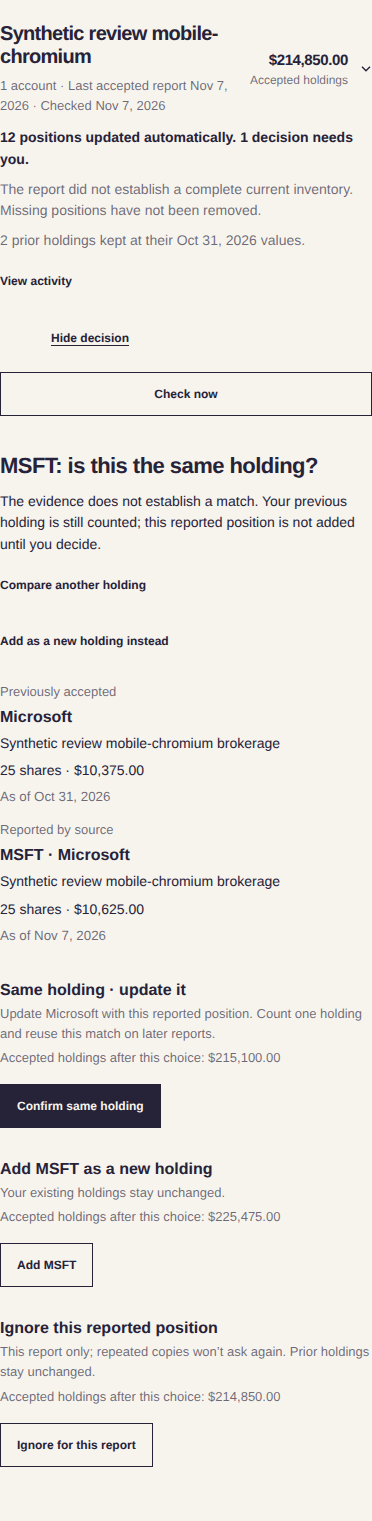 Synthetic review mobile-
chromium
$214,850.00
Accepted holdings
1 account · Last accepted report Nov 7,
2026 · Checked Nov 7, 2026
12 positions updated automatically. 1 decision needs
you.
The report did not establish a complete current inventory.
Missing positions have not been removed.
2 prior holdings kept at their Oct 31, 2026 values.
View activity
Hide decision
Check now
MSFT: is this the same holding?
The evidence does not establish a match. Your previous
holding is still counted; this reported position is not added
until you decide.
Compare another holding
Add as a new holding instead
Previously accepted
Microsoft
Synthetic review mobile-chromium brokerage
25 shares · $10,375.00
As of Oct 31, 2026
Reported by source
MSFT · Microsoft
Synthetic review mobile-chromium brokerage
25 shares · $10,625.00
As of Nov 7, 2026
Same holding · update it
Update Microsoft with this reported position. Count one holding
and reuse this match on later reports.
Accepted holdings after this choice: $215,100.00
Confirm same holding
Add MSFT as a new holding
Your existing holdings stay unchanged.
Accepted holdings after this choice: $225,475.00
Add MSFT
Ignore this reported position
This report only; repeated copies won’t ask again. Prior holdings
stay unchanged.
Accepted holdings after this choice: $214,850.00
Ignore for this report